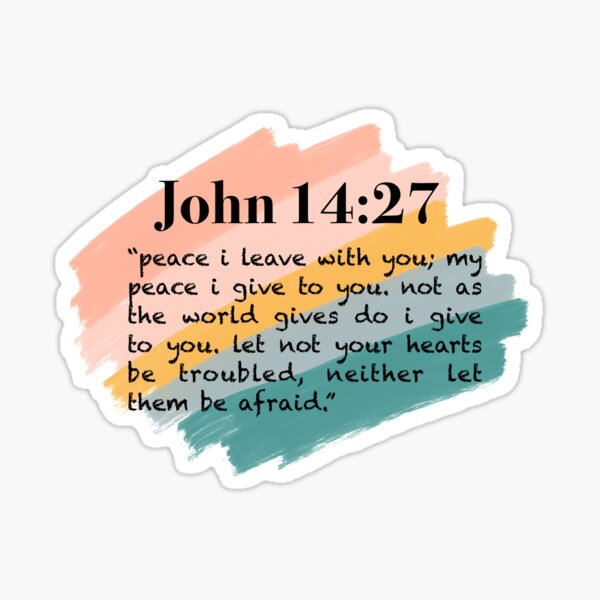 John 14:27
“peace i leave with you; my
peace i give to you. not as
the world gives do i give
to you. let not your hearts
be troubled, neither let
them be afraid.”